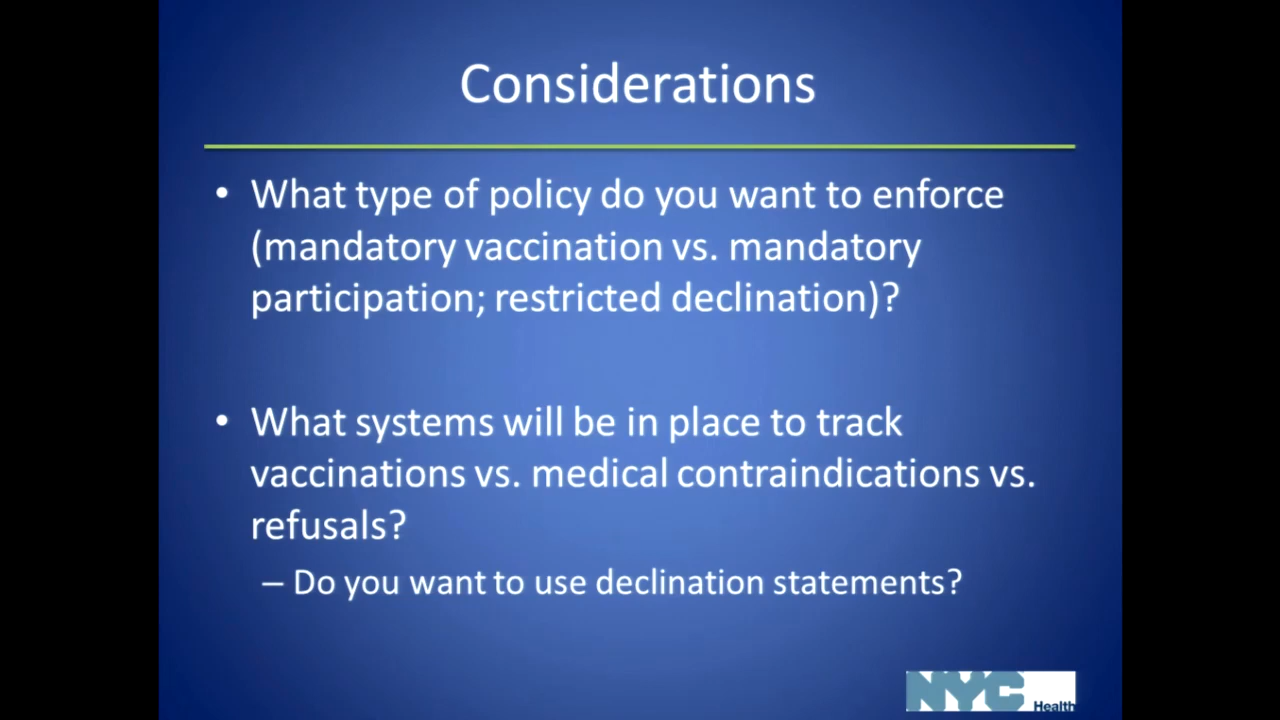 Considerations
• What type of policy do you want to enforce
(mandatory vaccination vs. mandatory
participation; restricted declination)?
• What systems will be in place to track
vaccinations vs. medical contraindications vs.
refusals?
– Do you want to use declination statements?
NYC
Health